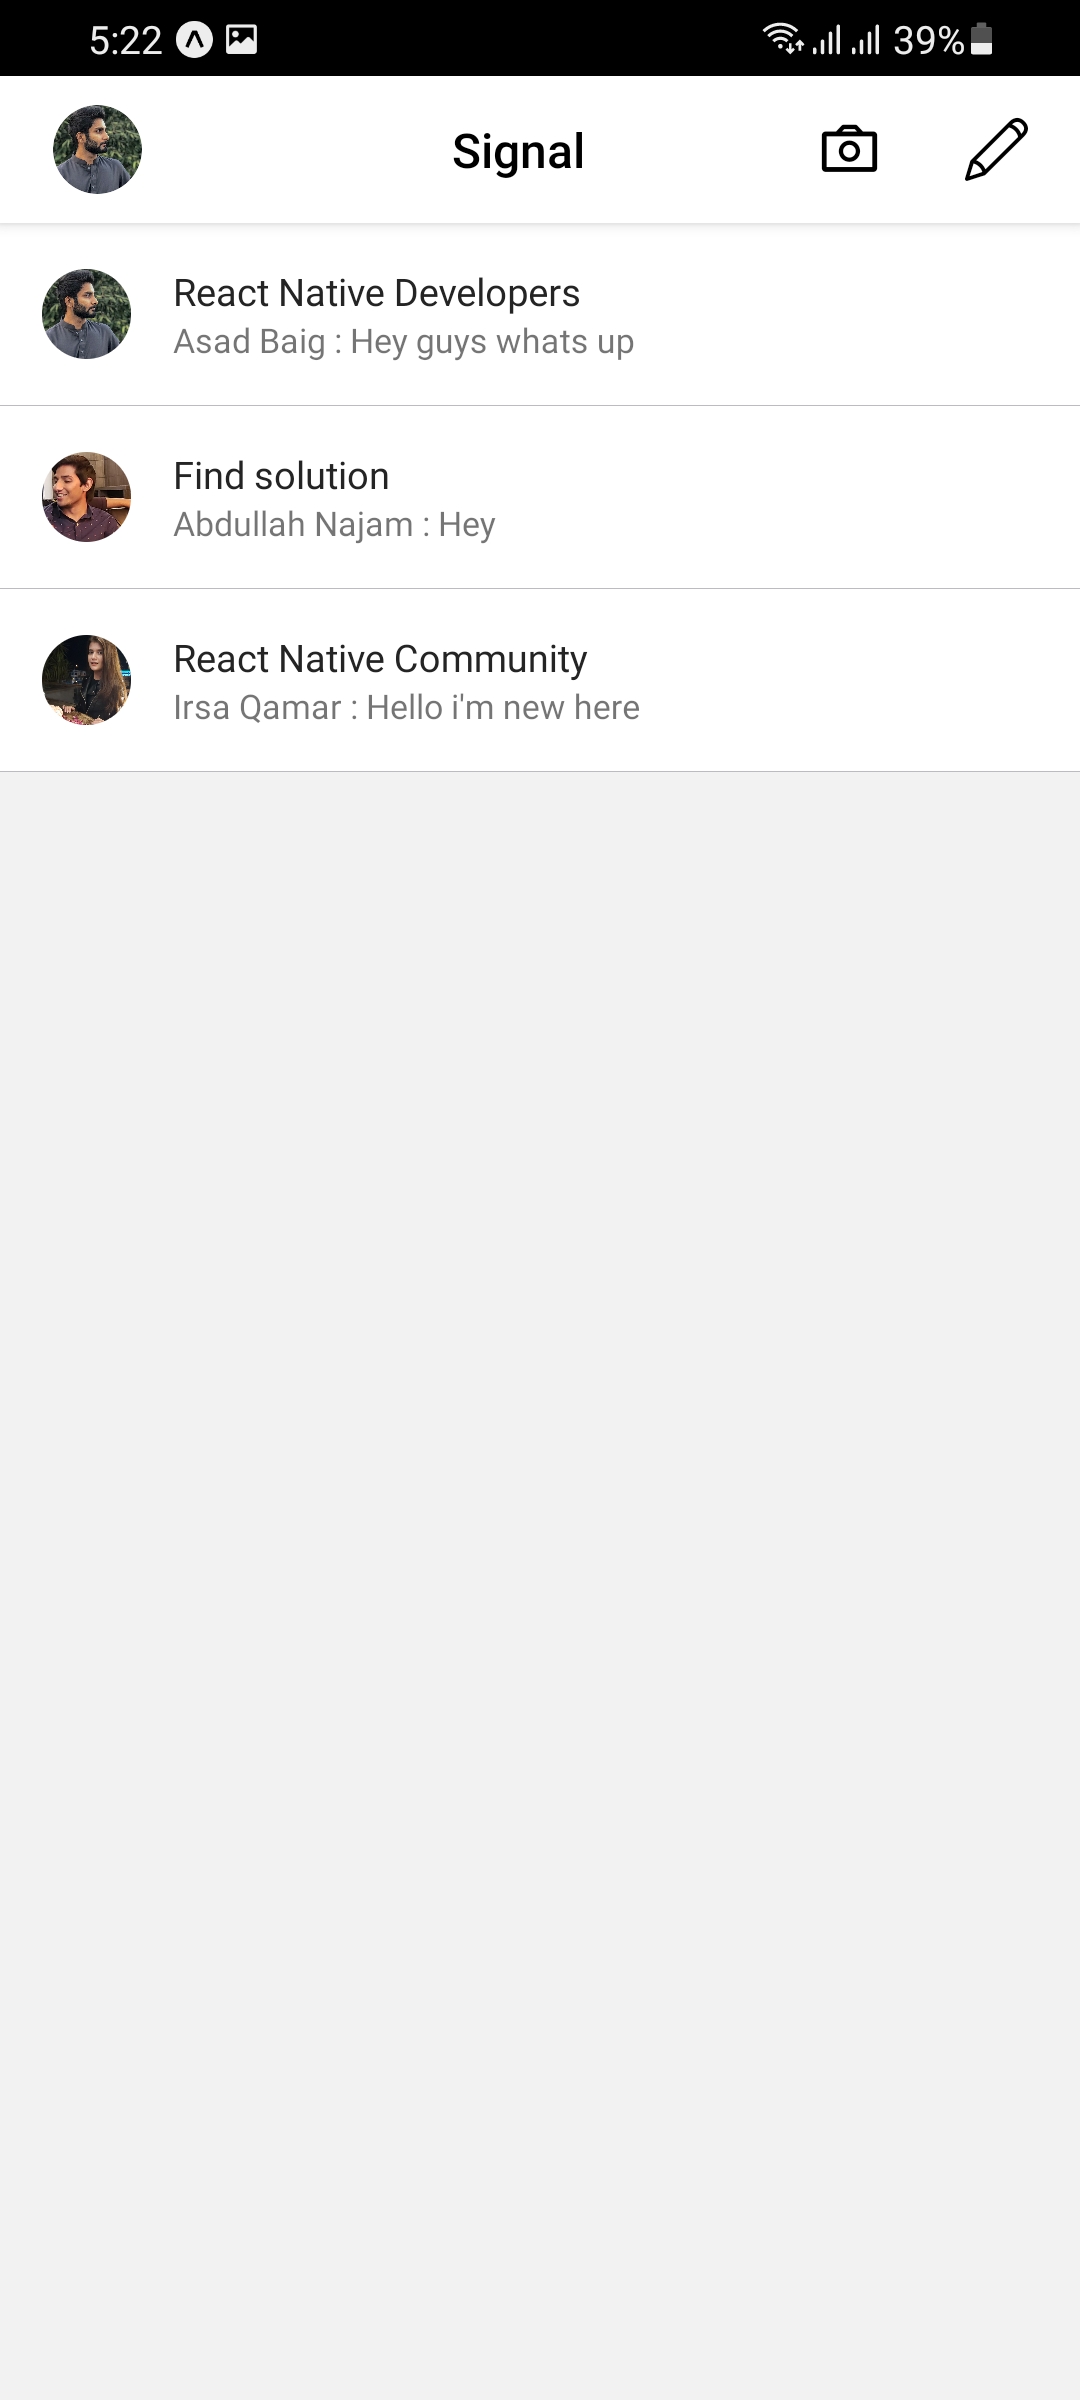 5:22 39%
Signal
React Native Developers
Asad Baig : Hey guys whats up
Find solution
Abdullah Najam : Hey
React Native Community
Irsa Qamar : Hello i'm new here